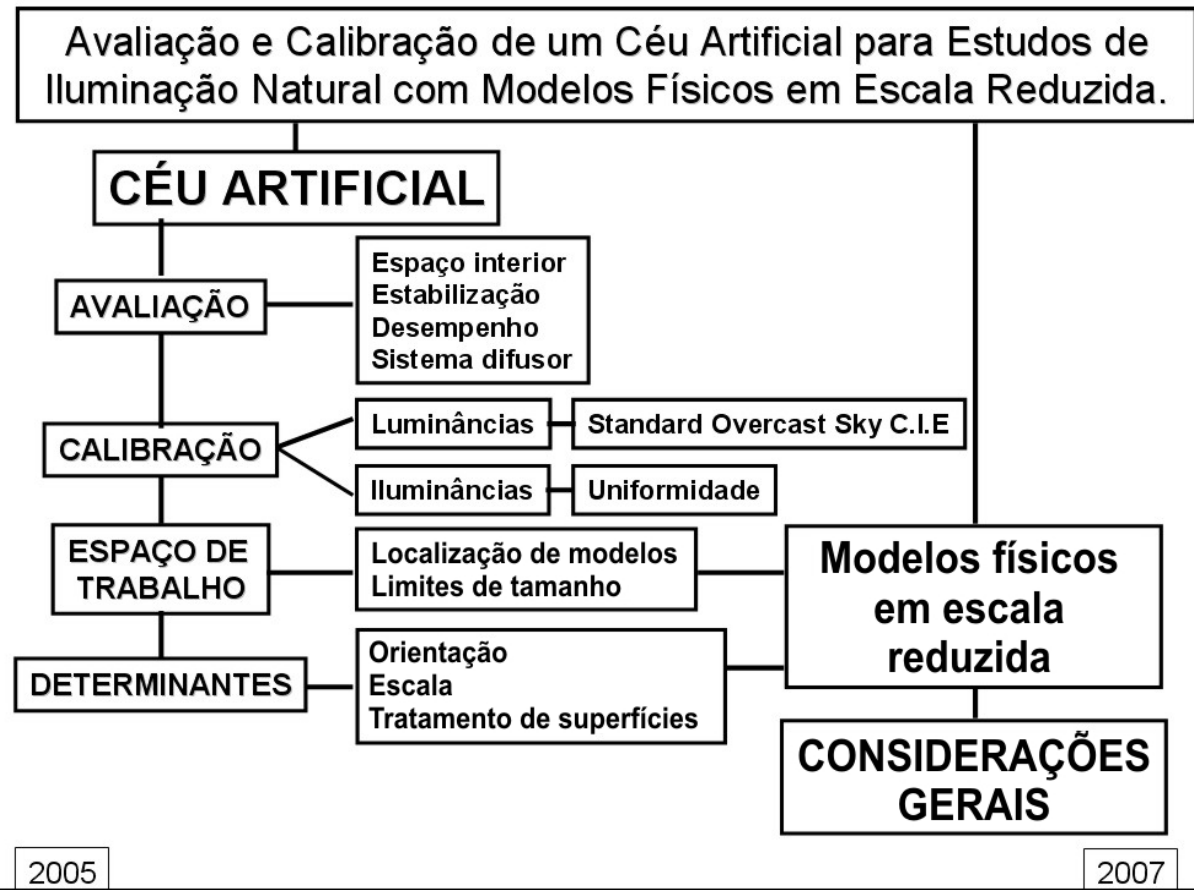 Avaliação e Calibração de um Céu Artificial para Estudos de
Iluminação Natural com Modelos Físicos em Escala Reduzida.
CÉU ARTIFICIAL
AVALIAÇÃO
Espaço interior
Estabilização
Desempenho
Sistema difusor
CALIBRAÇÃO
Luminâncias
Standard Overcast Sky C.I.E
Iluminâncias
Uniformidade
ESPAÇO DE
TRABALHO
Localização de modelos
Limites de tamanho
Modelos físicos
em escala
reduzida
DETERMINANTES
Orientação
Escala
Tratamento de superfícies
CONSIDERAÇÕES
GERAIS
2005
2007